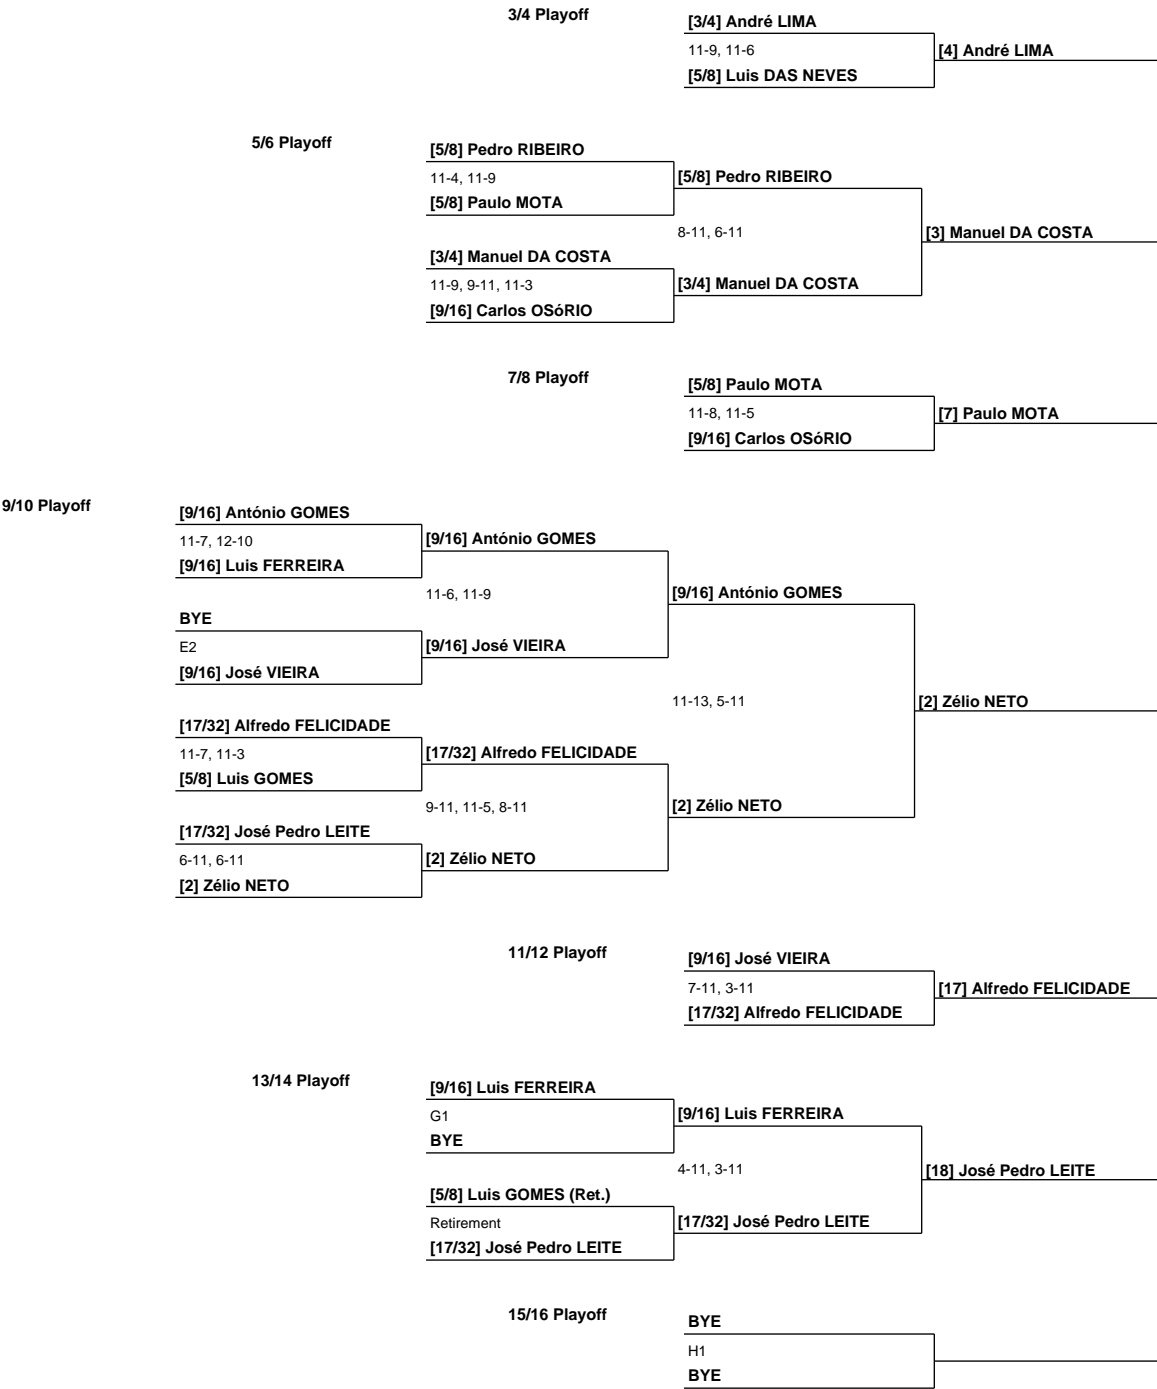 3/4 Playoff
[3/4] André LIMA
11-9, 11-6
[4] André LIMA
[5/8] Luis DAS NEVES
5/6 Playoff
[5/8] Pedro RIBEIRO
11-4, 11-9
[5/8] Pedro RIBEIRO
[5/8] Paulo MOTA
8-11, 6-11
[3] Manuel DA COSTA
[3/4] Manuel DA COSTA
11-9, 9-11, 11-3
[3/4] Manuel DA COSTA
[9/16] Carlos OSóRIO
7/8 Playoff
[5/8] Paulo MOTA
11-8, 11-5
[7] Paulo MOTA
[9/16] Carlos OSóRIO
9/10 Playoff
[9/16] António GOMES
11-7, 12-10
[9/16] António GOMES
[9/16] Luis FERREIRA
11-6, 11-9
[9/16] António GOMES
BYE
E2
[9/16] José VIEIRA
[9/16] José VIEIRA
11-13, 5-11
[2] Zélio NETO
[17/32] Alfredo FELICIDADE
11-7, 11-3
[17/32] Alfredo FELICIDADE
[5/8] Luis GOMES
9-11, 11-5, 8-11
[2] Zélio NETO
[17/32] José Pedro LEITE
6-11, 6-11
[2] Zélio NETO
[2] Zélio NETO
11/12 Playoff
[9/16] José VIEIRA
7-11, 3-11
[17] Alfredo FELICIDADE
[17/32] Alfredo FELICIDADE
13/14 Playoff
[9/16] Luis FERREIRA
G1
[9/16] Luis FERREIRA
BYE
4-11, 3-11
[18] José Pedro LEITE
[5/8] Luis GOMES (Ret.)
Retirement
[17/32] José Pedro LEITE
[17/32] José Pedro LEITE
15/16 Playoff
BYE
H1
BYE